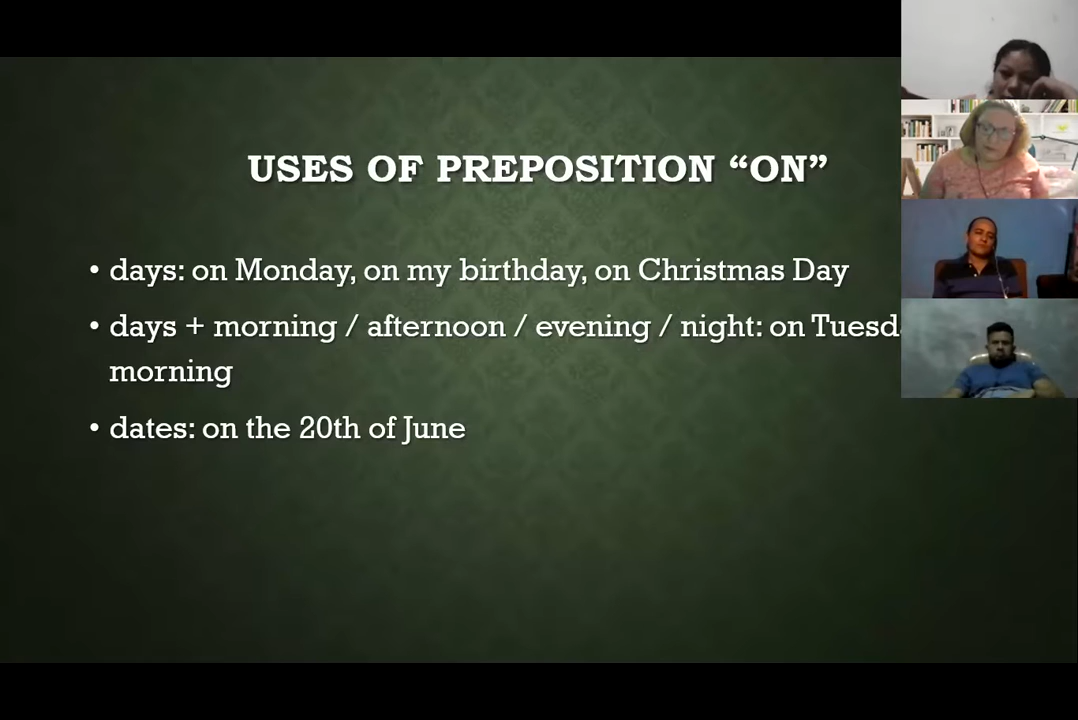 USES OF PREPOSITION “ON”
• days: on Monday, on my birthday, on Christmas Day
• days + morning / afternoon / evening / night: on
morning
• dates: on the 20th of June